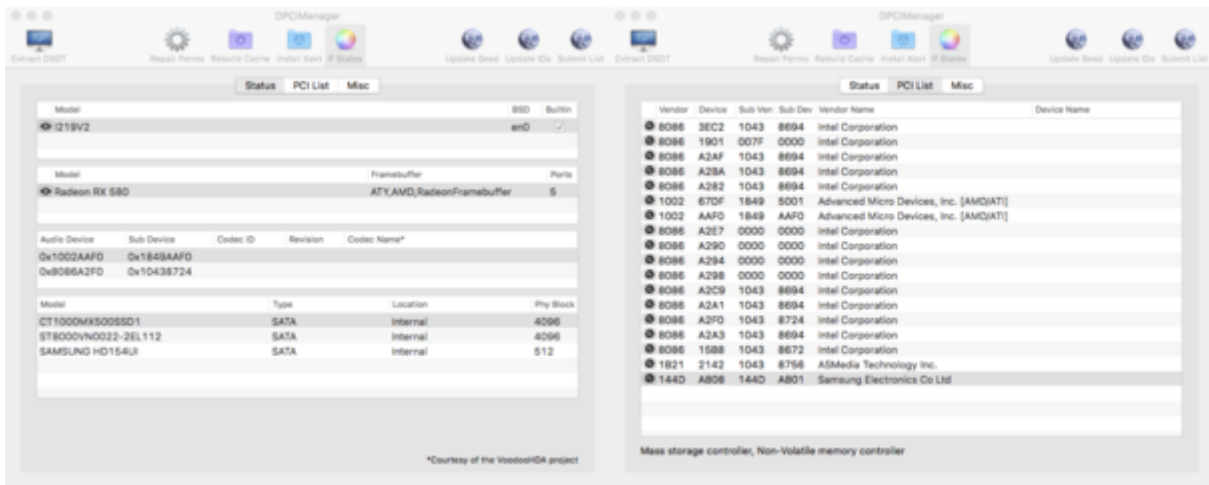 DPCIManager
Extract DSDT Repair Perms Rebuild Cache Install Kext P States Update Seed Update IDs Submit List
Status PCI List Misc
Model BSD Builtin
I219V2 en0
Model Framebuffer Ports
Radeon RX 580 ATY,AMD,RadeonFramebuffer 5
Audio Device Sub Device Codec ID Revision Codec Name*
0x1002AAF0 0x1849AAF0
0x8086A2F0 0x10438724
Model Type Location Phy Block
CT1000MX500SSD1 SATA Internal 4096
ST8000VN0022-2EL112 SATA Internal 4096
SAMSUNG HD154UI SATA Internal 512
*Courtesy of the VoodooHDA project
DPCIManager
Extract DSDT Repair Perms Rebuild Cache Install Kext P States Update Seed Update IDs Submit List
Status PCI List Misc
Vendor Device Sub Ven Sub Dev Vendor Name Device Name
8086 3EC2 1043 8694 Intel Corporation
8086 1901 007F 0000 Intel Corporation
8086 A2AF 1043 8694 Intel Corporation
8086 A2BA 1043 8694 Intel Corporation
8086 A282 1043 8694 Intel Corporation
1002 67DF 1849 5001 Advanced Micro Devices, Inc. [AMD/ATI]
1002 AAF0 1849 AAF0 Advanced Micro Devices, Inc. [AMD/ATI]
8086 A2E7 0000 0000 Intel Corporation
8086 A290 0000 0000 Intel Corporation
8086 A294 0000 0000 Intel Corporation
8086 A298 0000 0000 Intel Corporation
8086 A2C9 1043 8694 Intel Corporation
8086 A2A1 1043 8694 Intel Corporation
8086 A2F0 1043 8724 Intel Corporation
8086 A2A3 1043 8694 Intel Corporation
8086 15B8 1043 8672 Intel Corporation
1B21 2142 1043 8756 ASMedia Technology Inc.
144D A808 144D A801 Samsung Electronics Co Ltd
Mass storage controller, Non-Volatile memory controller